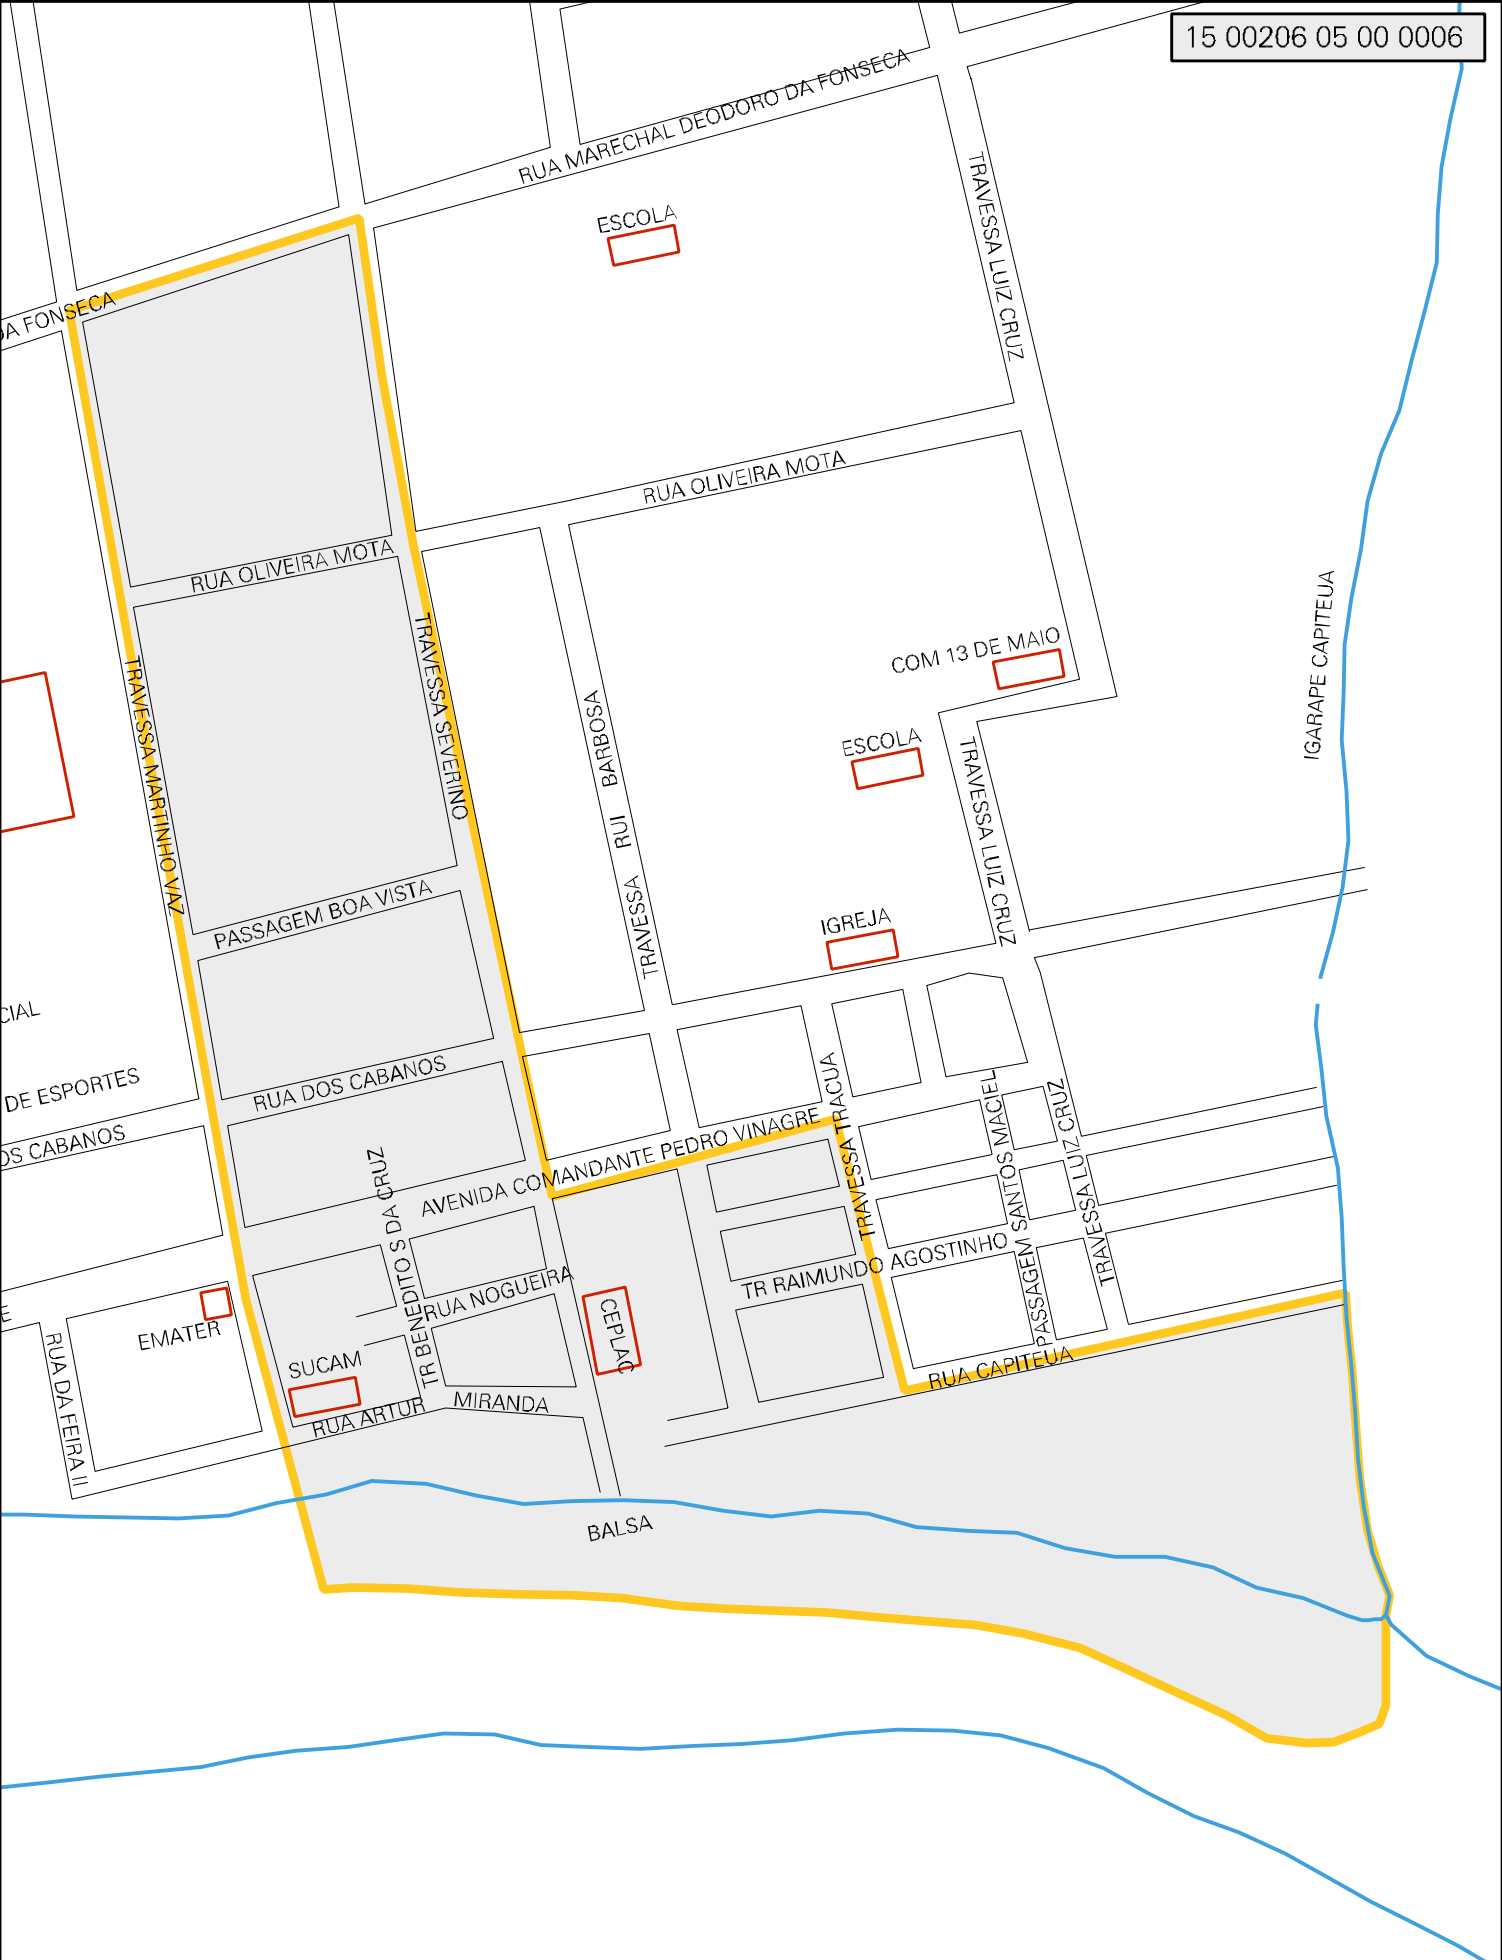 15 00206 05 00 0006
RUA MARECHAL DEODORO DA FONSECA
TRAVESSA LUIZ CRUZ
ESCOLA
DA FONSECA
RUA OLIVEIRA MOTA
RUA OLIVEIRA MOTA
IGARAPE CAPITEUA
TRAVESSA SEVERINO
COM 13 DE MAIO
TRAVESSA MARTINHO VAZ
TRAVESSA RUI BARBOSA
ESCOLA
TRAVESSA LUIZ CRUZ
PASSAGEM BOA VISTA
IGREJA
CIAL
DE ESPORTES
RUA DOS CABANOS
OS CABANOS
TRAVESSA TRACUA
PASSAGEM SANTOS MACIEL
TRAVESSA LUIZ CRUZ
AVENIDA COMANDANTE PEDRO VINAGRE
TR BENEDITO S DA CRUZ
TR RAIMUNDO AGOSTINHO
RUA NOGUEIRA
E
EMATER
CEPLAC
RUA DA FEIRA II
SUCAM
RUA CAPITEUA
RUA ARTUR MIRANDA
BALSA